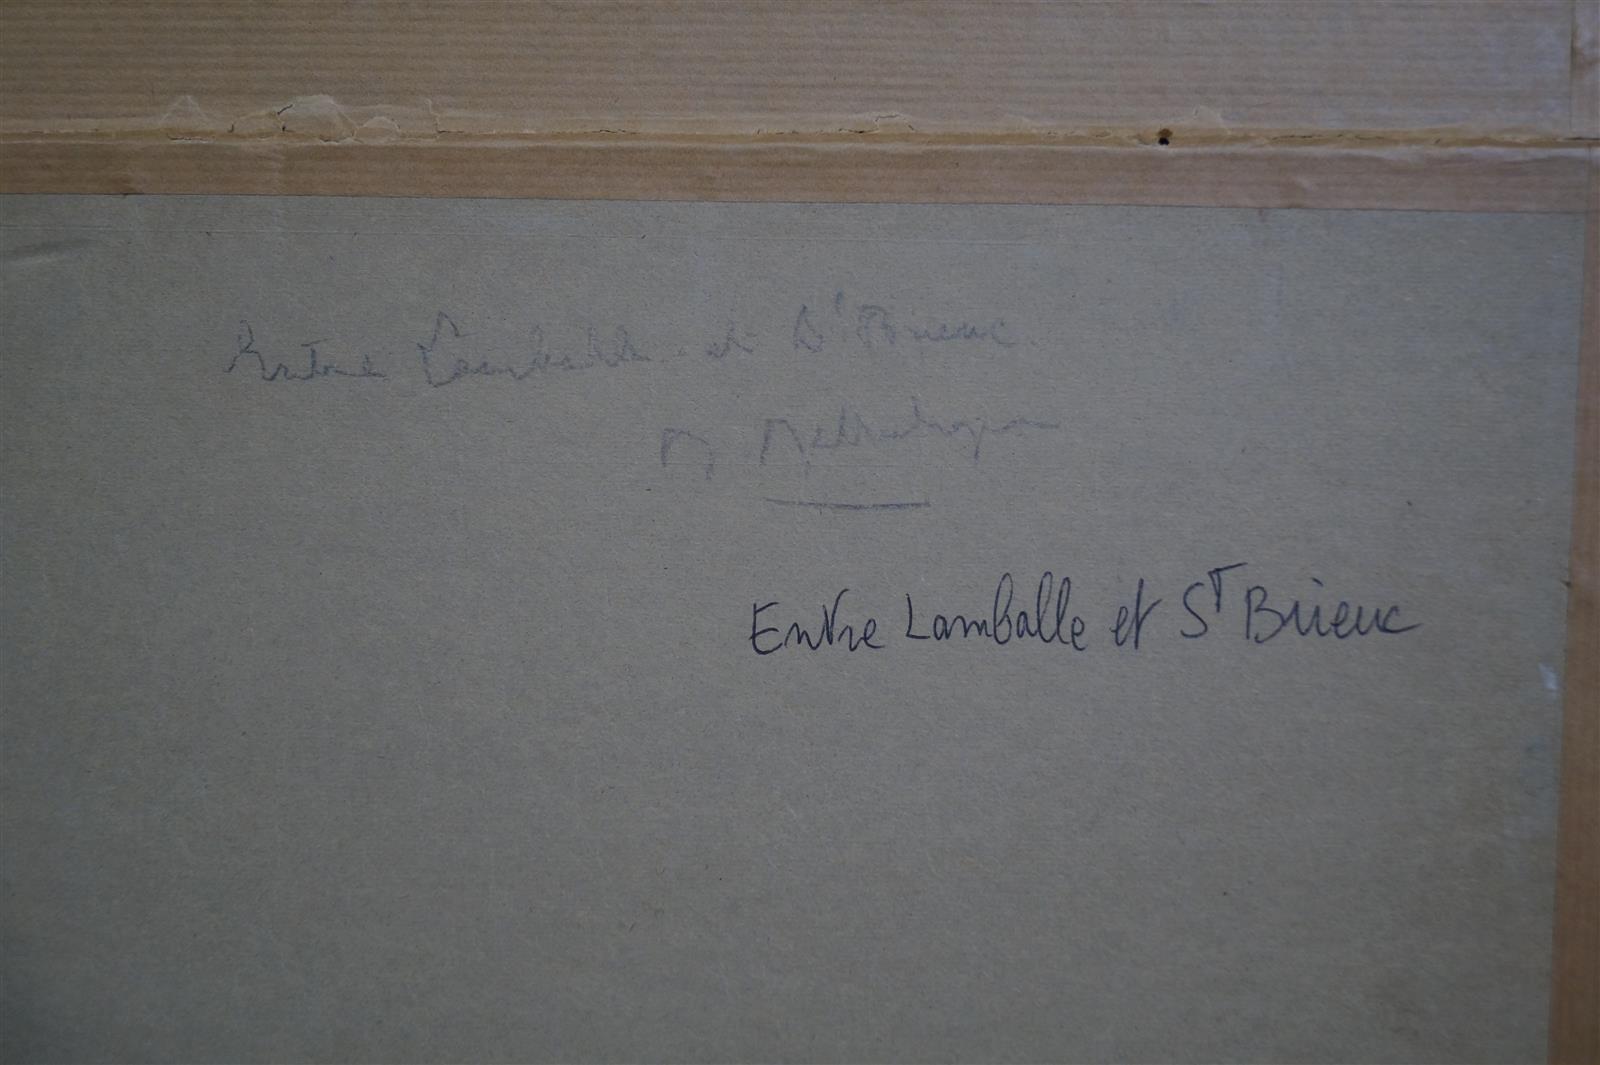 Entre Lamballe et St Brieuc
M
Entre Lamballe et ST Brieuc